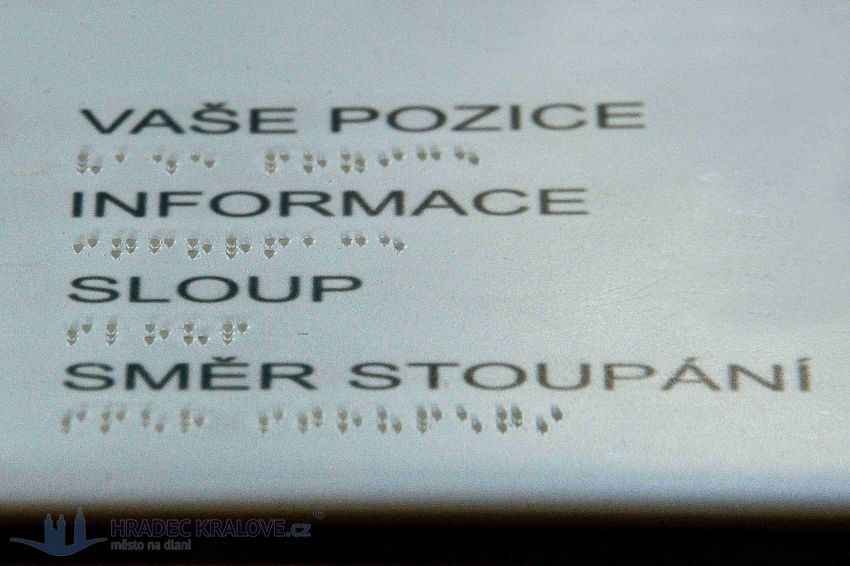 VAŠE POZICE
INFORMACE
SLOUP
SMĚR STOUPÁNÍ
©
HRADEC KRALOVE.cz
město na dlani